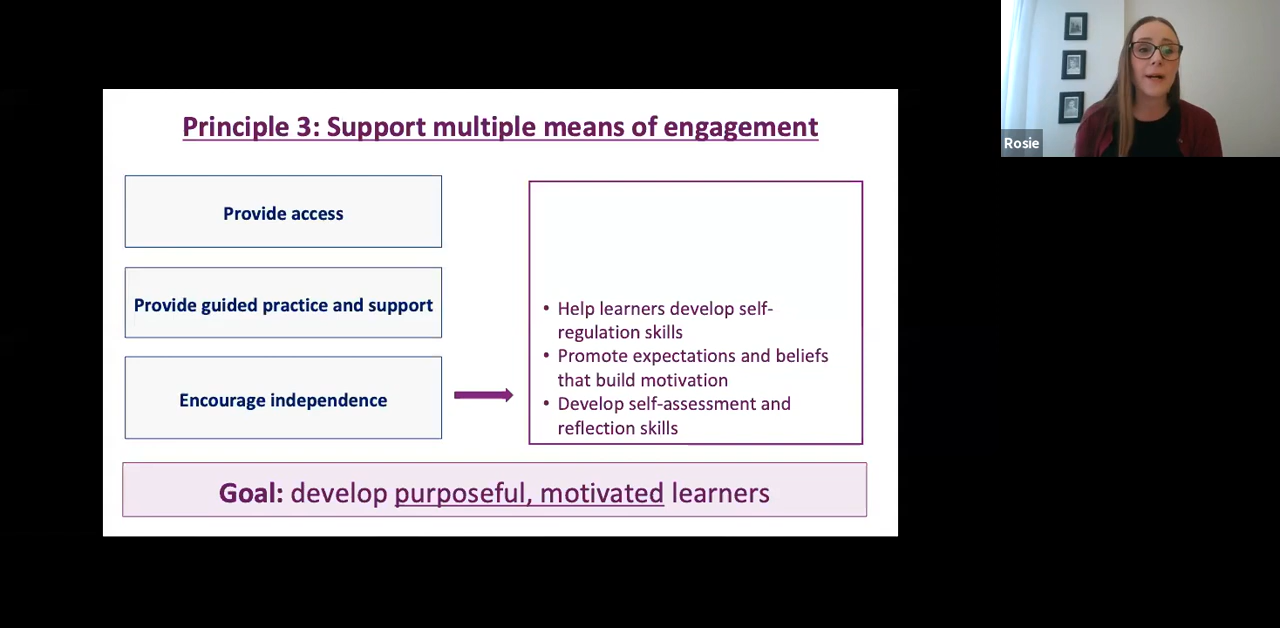 Principle 3: Support multiple means of engagement
Provide access
Provide guided practice and support
Encourage independence
• Help learners develop self-
regulation skills
• Promote expectations and beliefs
that build motivation
• Develop self-assessment and
reflection skills
Goal: develop purposeful, motivated learners
Rosie